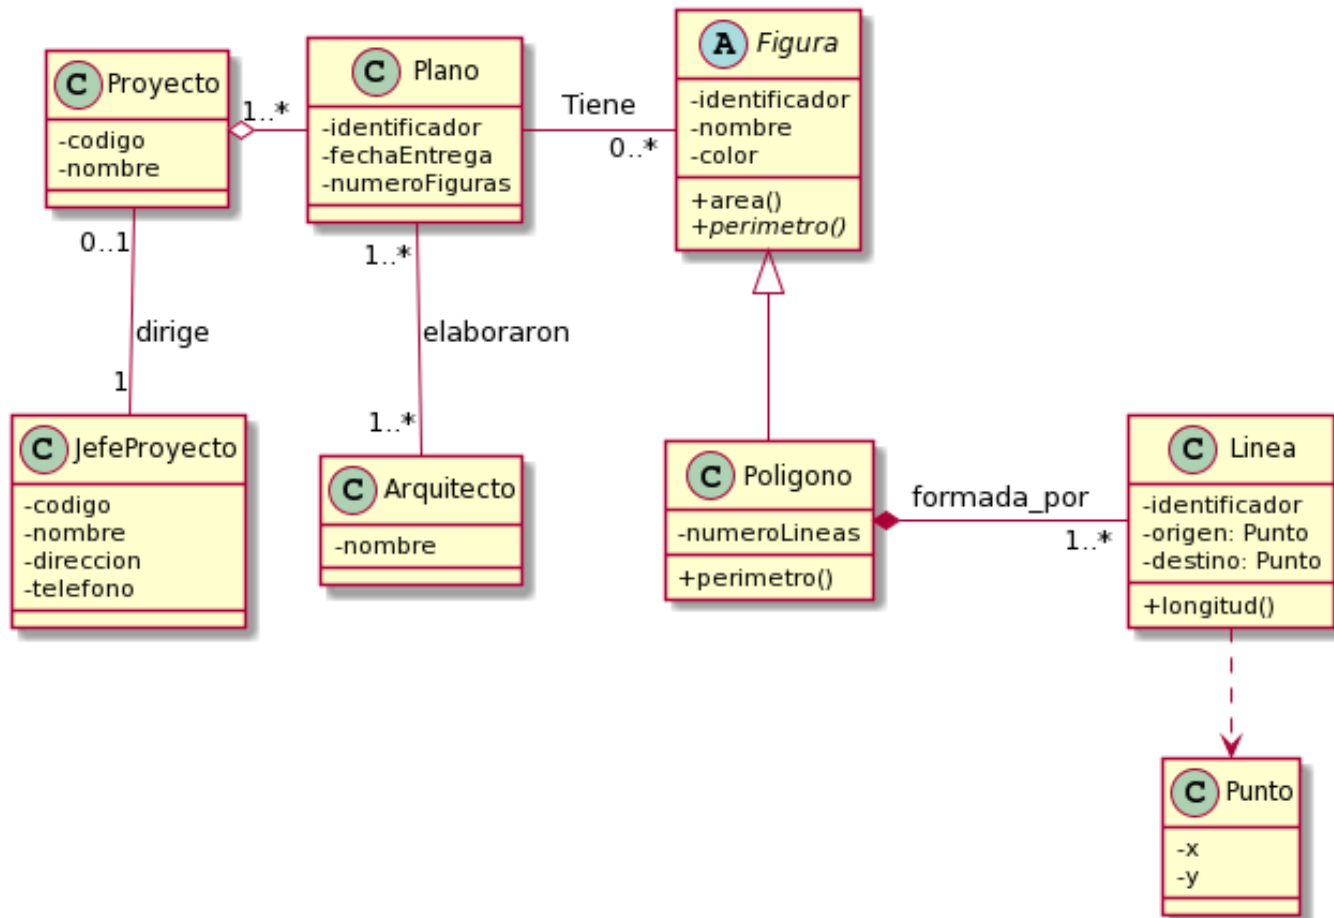 C Proyecto
-codigo
-nombre
1..*
C Plano
-identificador
-fechaEntrega
-numeroFiguras
Tiene
0..*
A Figura
-identificador
-nombre
-color
+area()
+perimetro()
0..1
dirige
1
1..*
elaboraron
1..*
C JefeProyecto
-codigo
-nombre
-direccion
-telefono
C Arquitecto
-nombre
C Poligono
-numeroLineas
+perimetro()
formada_por
1..*
C Linea
-identificador
-origen: Punto
-destino: Punto
+longitud()
C Punto
-x
-y